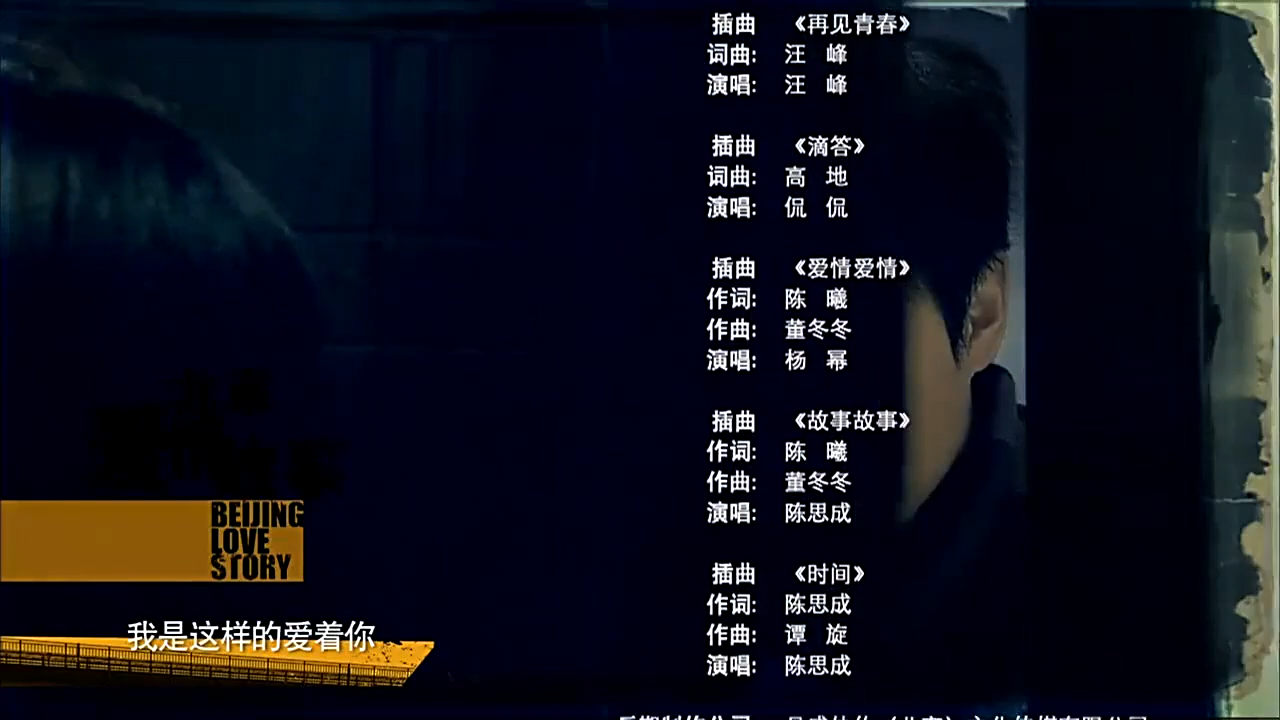 插曲 《再见青春》
词曲: 汪 峰
演唱: 汪 峰
插曲 《滴答》
词曲: 高 地
演唱: 侃 侃
插曲 《爱情爱情》
作词: 陈 曦
作曲: 董冬冬
演唱: 杨 幂
插曲 《故事故事》
作词: 陈 曦
作曲: 董冬冬
演唱: 陈思成
插曲 《时间》
作词: 陈思成
作曲: 谭 旋
演唱: 陈思成
BEIJING
LOVE
STORY
我是这样的爱着你